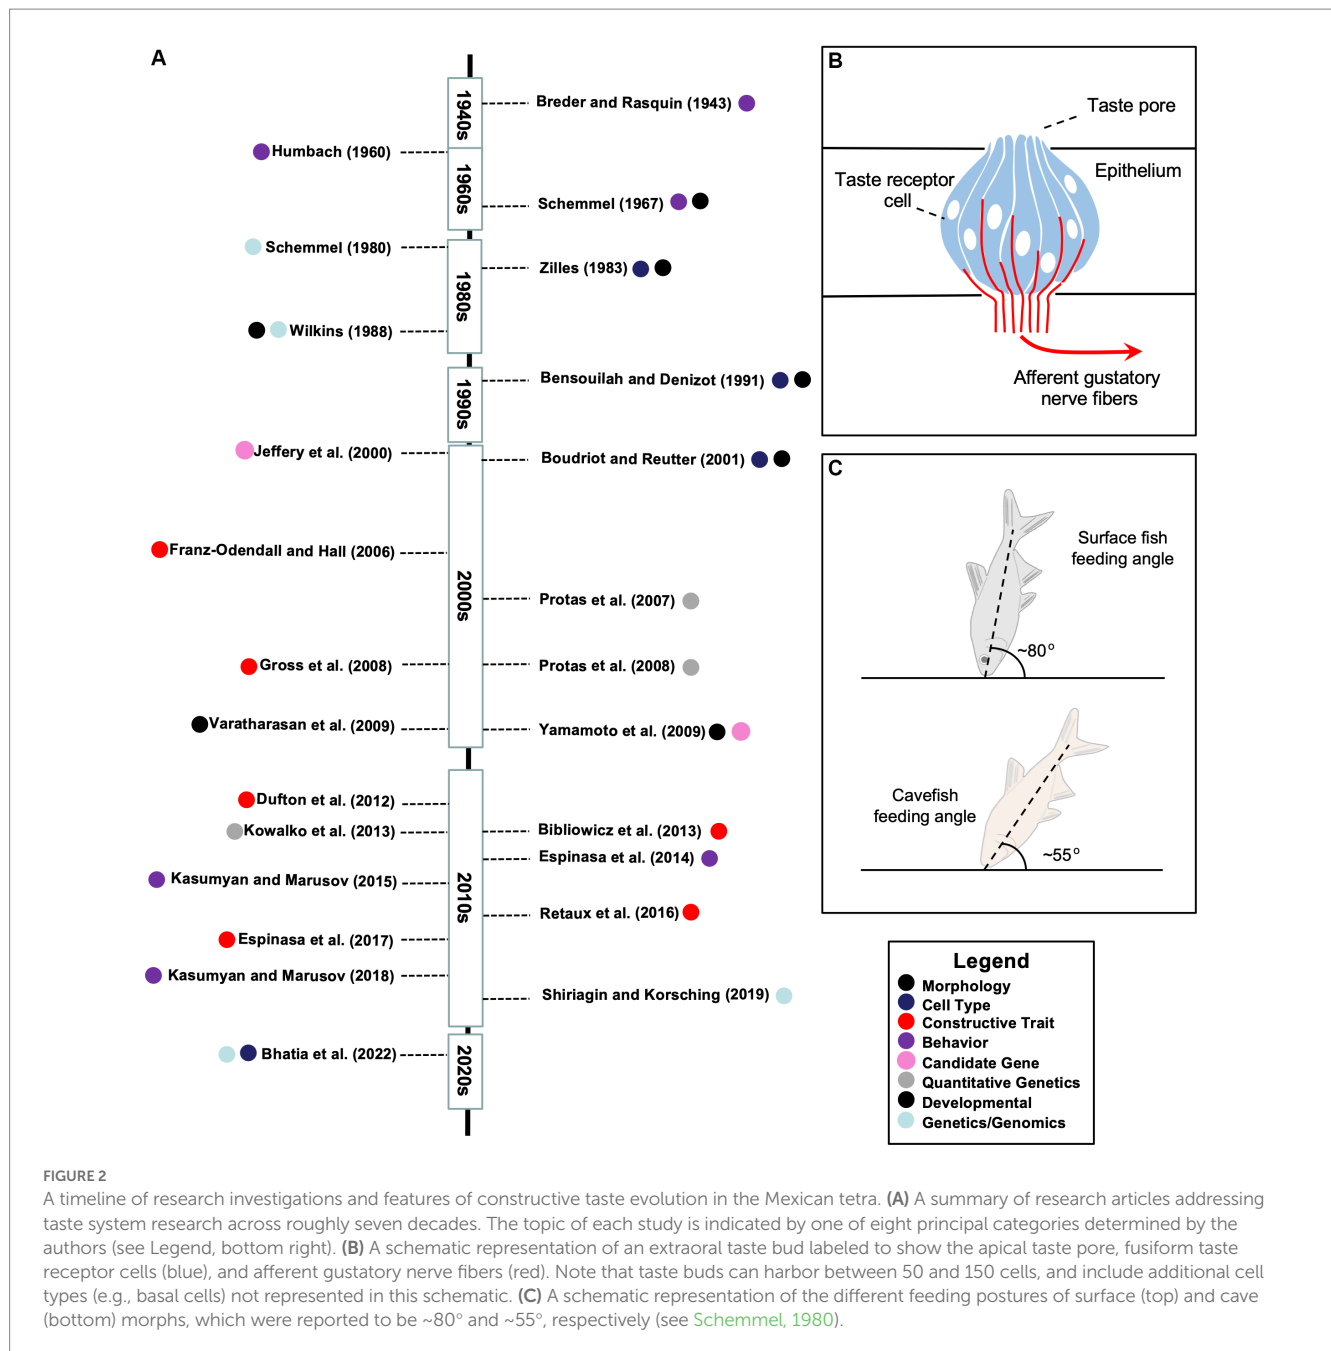 A
1940s
Breder and Rasquin (1943)
Humbach (1960)
1960s
Schemmel (1967)
Schemmel (1980)
1980s
Zilles (1983)
Wilkins (1988)
Bensouilah and Denizot (1991)
1990s
Jeffery et al. (2000)
Boudriot and Reutter (2001)
Franz-Odendall and Hall (2006)
2000s
Protas et al. (2007)
Gross et al. (2008)
Protas et al. (2008)
Varatharasan et al. (2009)
Yamamoto et al. (2009)
Dufton et al. (2012)
Kowalko et al. (2013)
Bibliowicz et al. (2013)
Espinasa et al. (2014)
Kasumyan and Marusov (2015)
2010s
Retaux et al. (2016)
Espinasa et al. (2017)
Kasumyan and Marusov (2018)
Shiriagin and Korsching (2019)
Bhatia et al. (2022)
2020s
B
Taste pore
Epithelium
Taste receptor
cell
Afferent gustatory
nerve fibers
C
Surface fish
feeding angle
~80°
Cavefish
feeding angle
~55°
Legend
Morphology
Cell Type
Constructive Trait
Behavior
Candidate Gene
Quantitative Genetics
Developmental
Genetics/Genomics
FIGURE 2
A timeline of research investigations and features of constructive taste evolution in the Mexican tetra. (A) A summary of research articles addressing
taste system research across roughly seven decades. The topic of each study is indicated by one of eight principal categories determined by the
authors (see Legend, bottom right). (B) A schematic representation of an extraoral taste bud labeled to show the apical taste pore, fusiform taste
receptor cells (blue), and afferent gustatory nerve fibers (red). Note that taste buds can harbor between 50 and 150 cells, and include additional cell
types (e.g., basal cells) not represented in this schematic. (C) A schematic representation of the different feeding postures of surface (top) and cave
(bottom) morphs, which were reported to be ~80° and ~55°, respectively (see Schemmel, 1980).